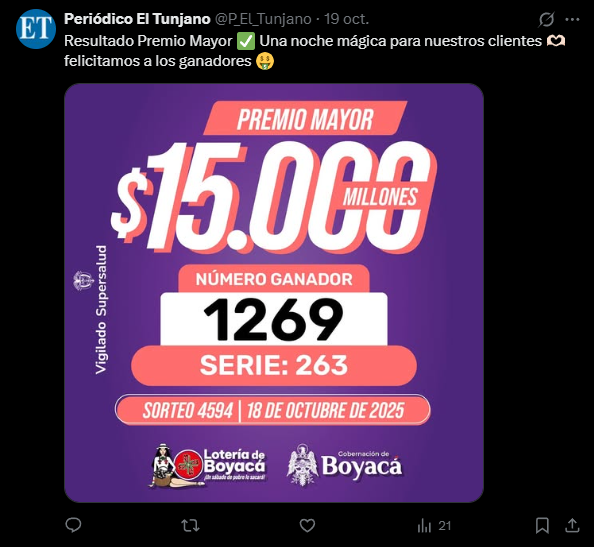 ET
Periódico El Tunjano @P_El_Tunjano · 19 oct.
Resultado Premio Mayor ✅ Una noche mágica para nuestros clientes 🫶🏻
felicitamos a los ganadores 🤑
PREMIO MAYOR
$15.000
MILLONES
NÚMERO GANADOR
1269
SERIE: 263
SORTEO 4594 | 18 DE OCTUBRE DE 2025
Vigilado Supersalud
Lotería de
Boyacá
¡Un sábado de pobre te sacará!
Gobernación de
Boyacá
21